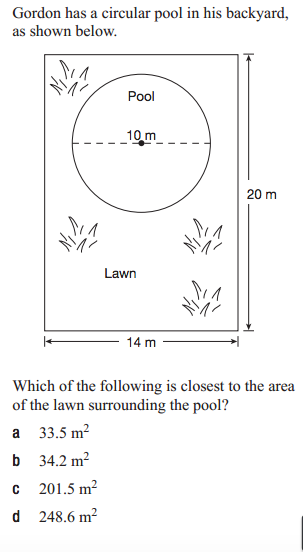 Gordon has a circular pool in his backyard,
as shown below.
Pool
10 m
20 m
Lawn
14 m
Which of the following is closest to the area
of the lawn surrounding the pool?
a 33.5 m²
b 34.2 m²
c 201.5 m²
d 248.6 m²